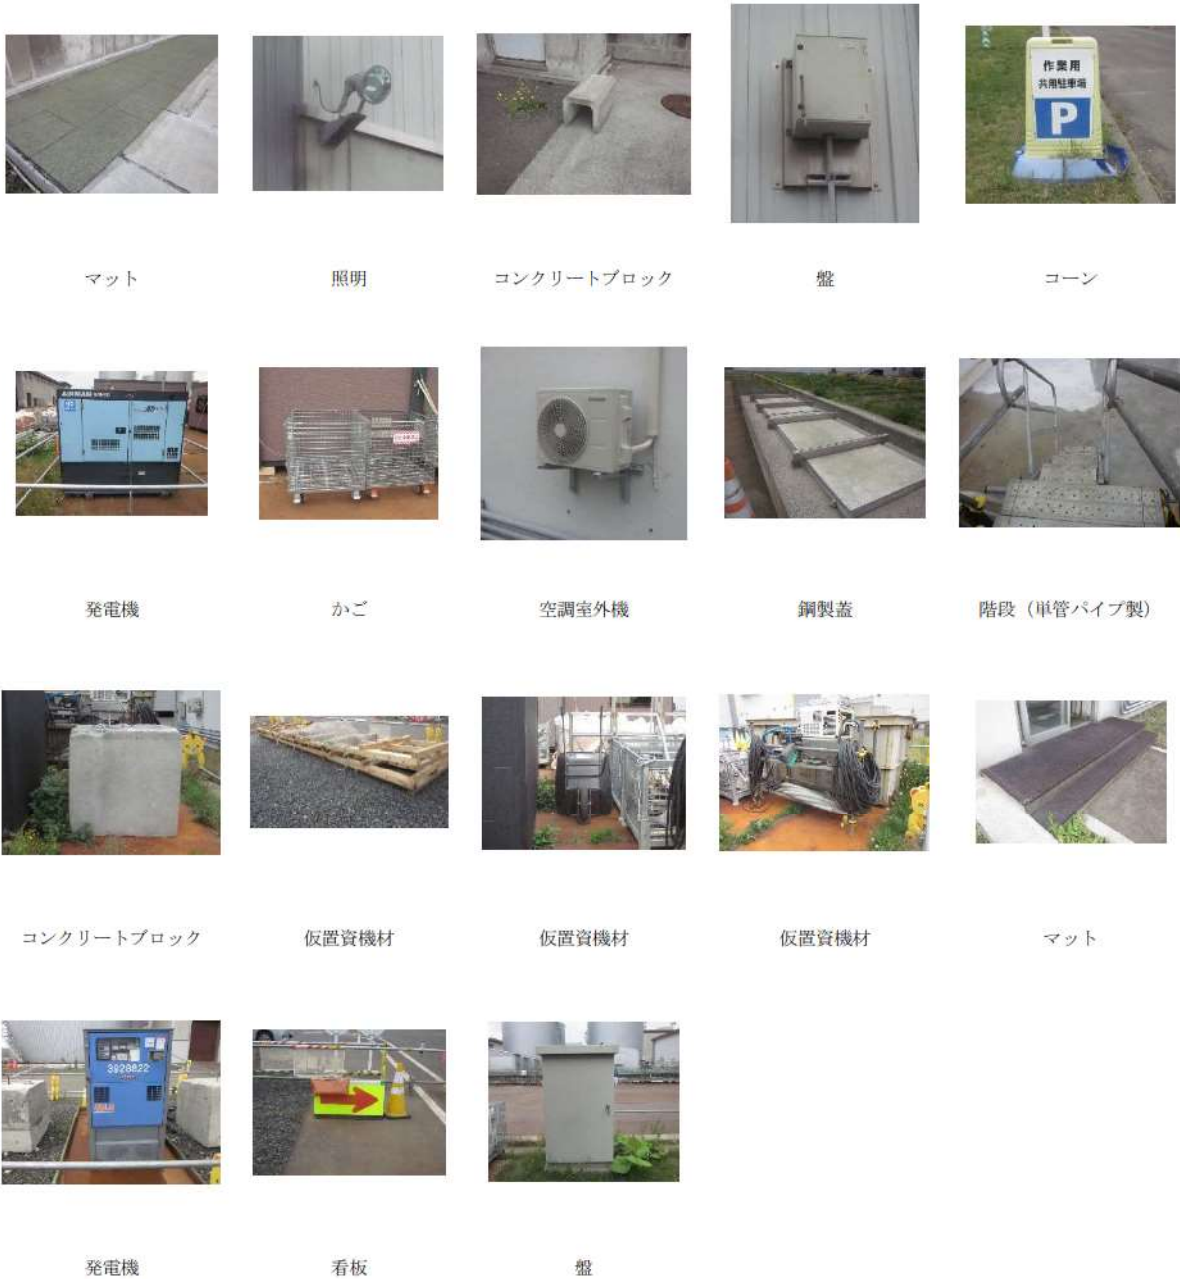 作業用
共用駐車場
P
マット
照明
コンクリートブロック
盤
コーン
AIRMAN
発電機
かご
空調室外機
鋼製蓋
階段（単管パイプ製）
コンクリートブロック
仮置資機材
仮置資機材
仮置資機材
マット
3928822
発電機
看板
盤